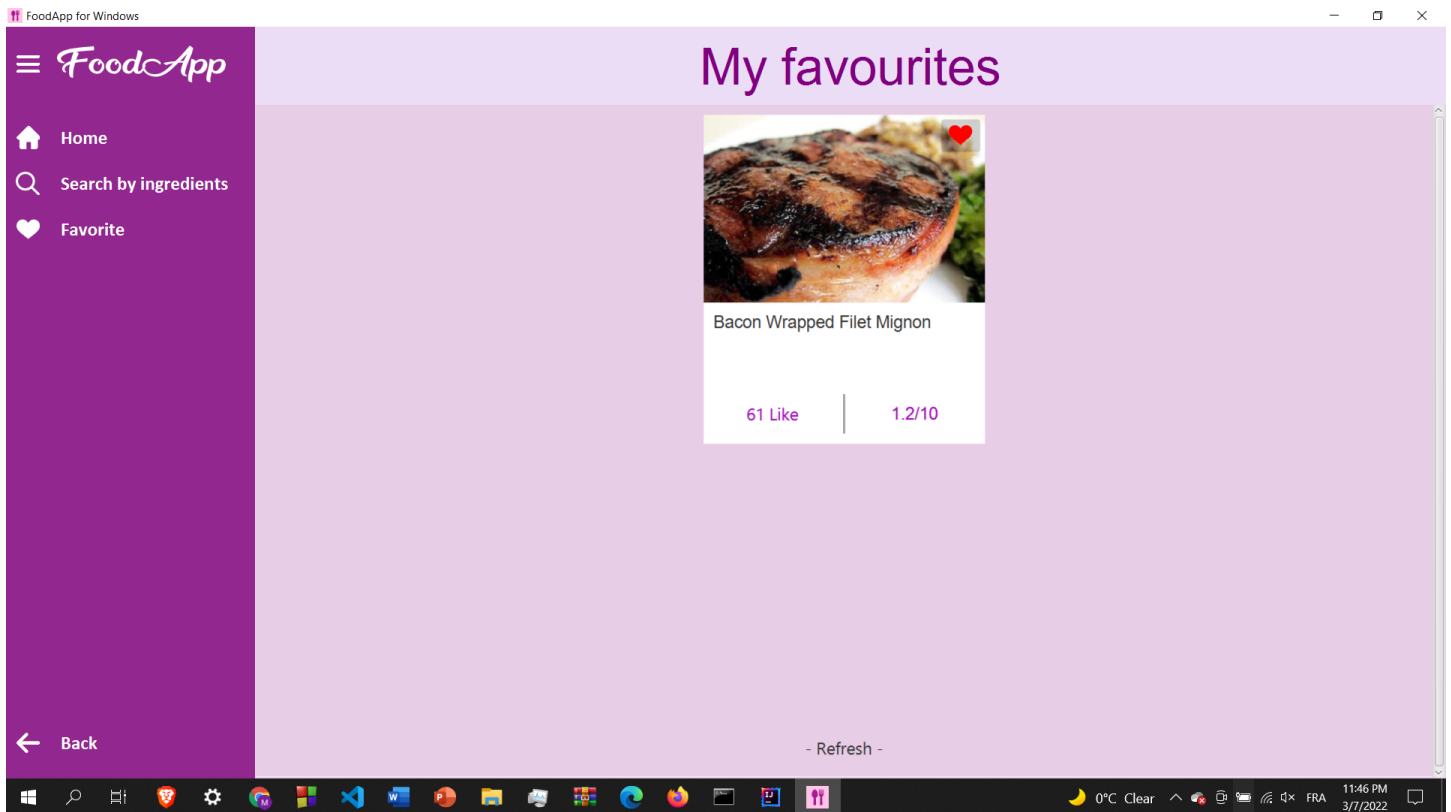 FoodApp for Windows
FoodApp
My favourites
Home
Search by ingredients
Favorite
Bacon Wrapped Filet Mignon
61 Like
1.2/10
Back
- Refresh -
0°C Clear
FRA
11:46 PM
3/7/2022